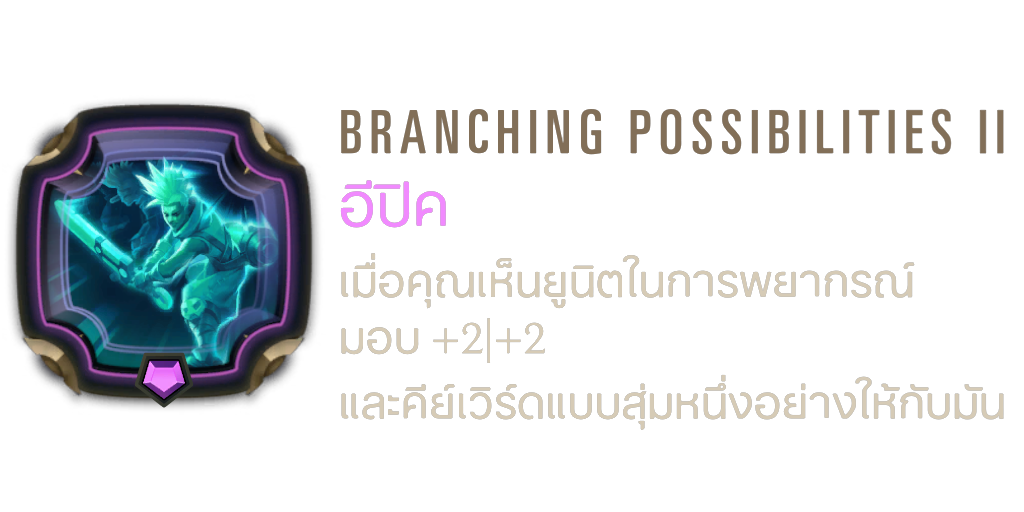 BRANCHING POSSIBILITIES II
อีปิค
เมื่อคุณเห็นยูนิตในการพยากรณ์
มอบ +2|+2
และคีย์เวิร์ดแบบสุ่มหนึ่งอย่างให้กับมัน